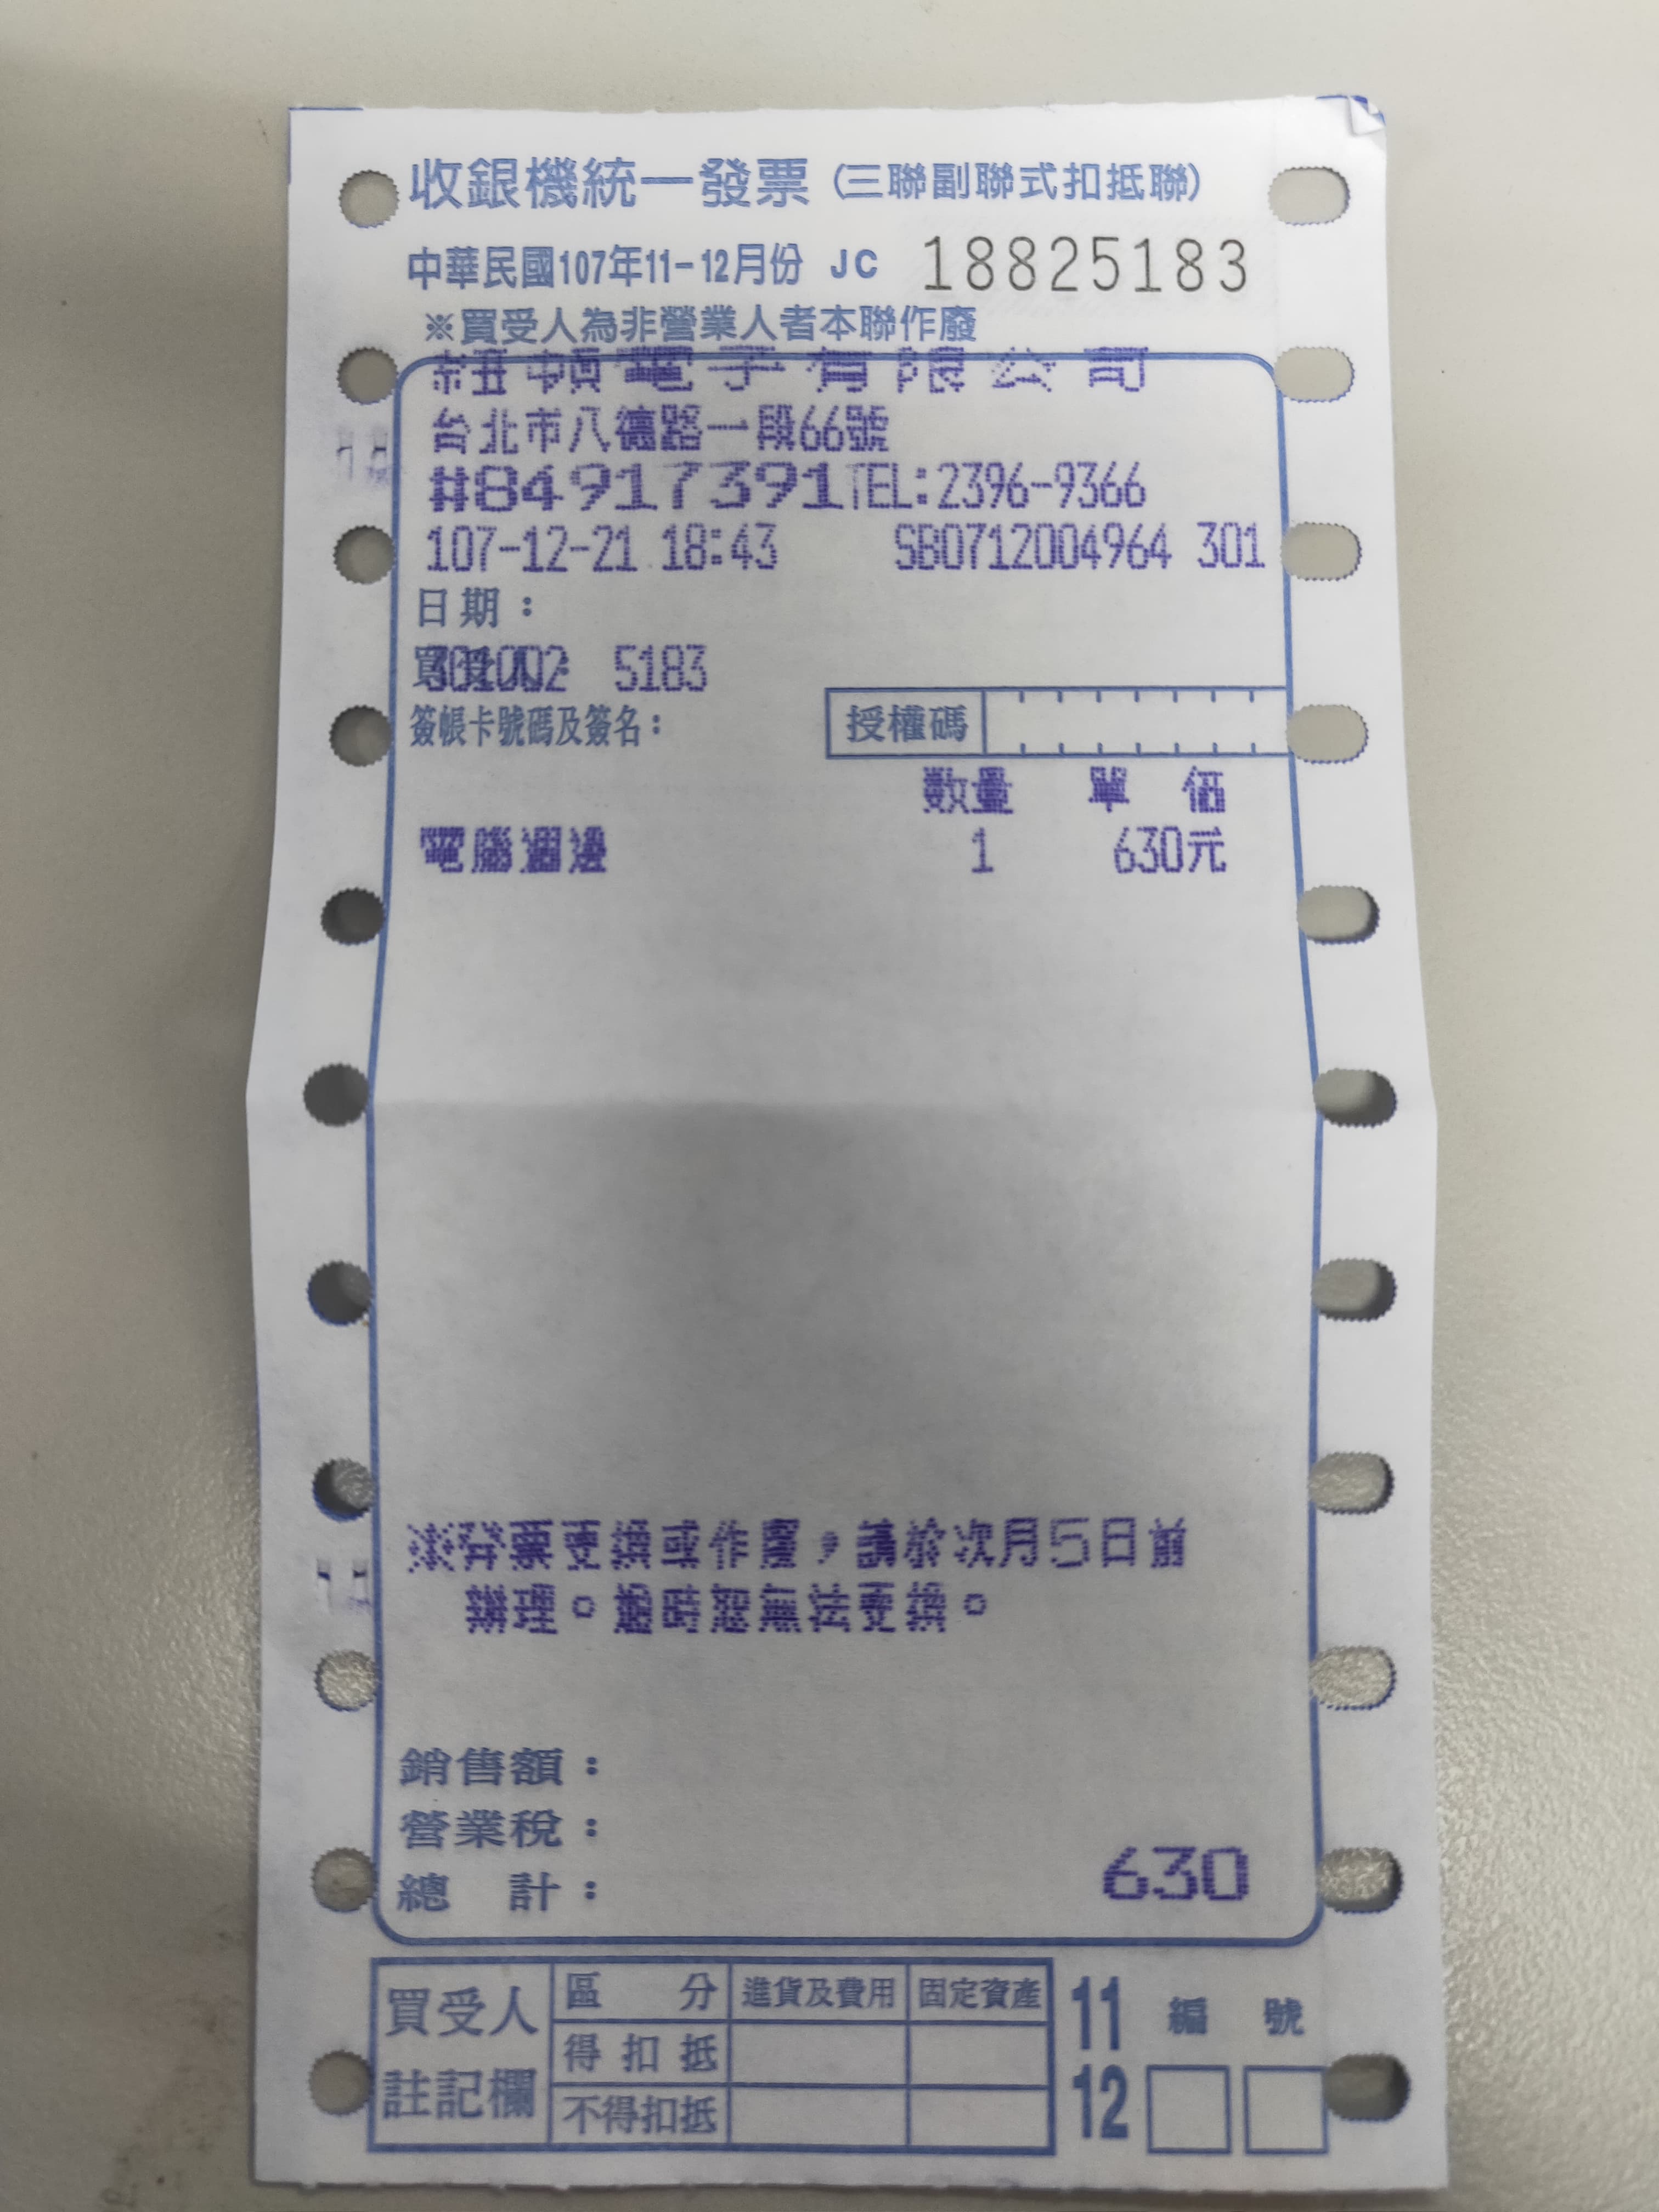 收銀機統一發票(三聯副聯式扣抵聯)
中華民國107年11-12月份 JC 18825183
※買受人為非營業人者本聯作廢
電子有限公司
台北市八德路一段66號
#84917391TEL:2396-9366
107-12-21 18:43 SB0712004964 301
日期:
買受人:
301002 5183
簽帳卡號碼及簽名:
授權碼
数量 單 価
電腦週邊 1 630元
※発票更換或作廢,請於次月5日前
辦理。逾時恕無法更換。
銷售額:
營業稅:
總 計: 630
買受人 註記欄
區 分 進貨及費用 固定資產
得 扣 抵
不得扣抵
11 12
編 號